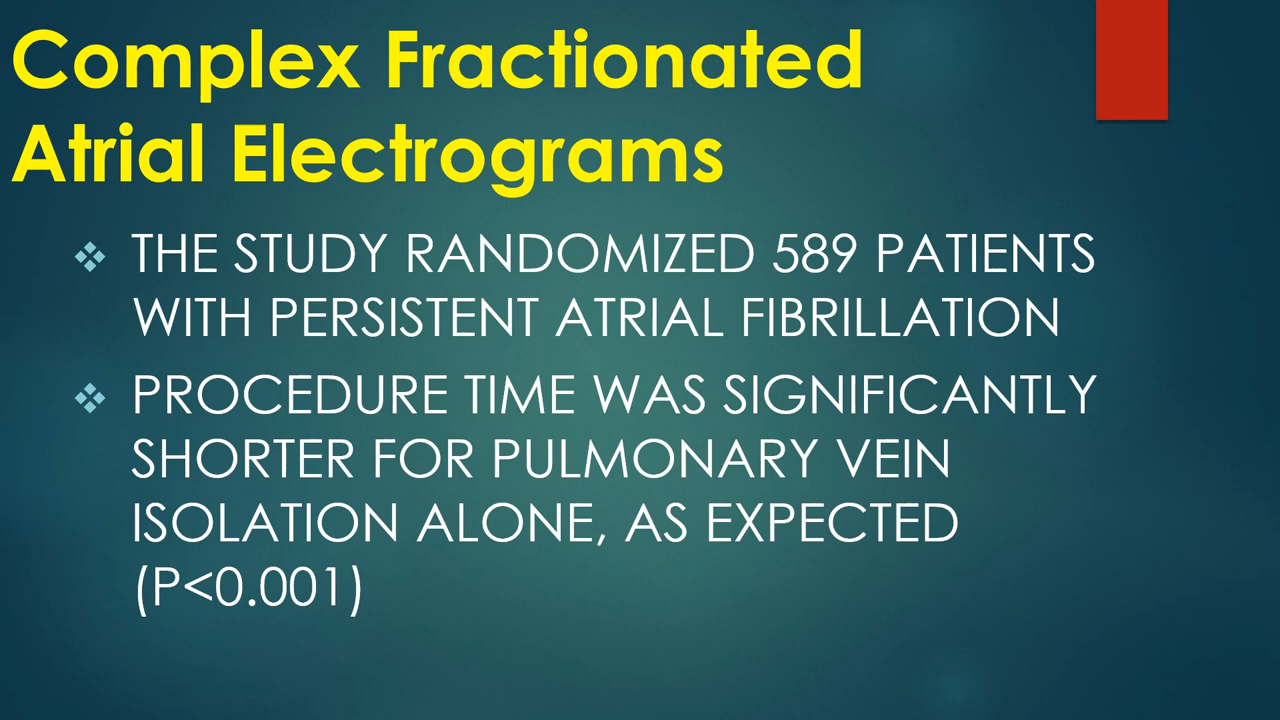 Complex Fractionated
Atrial Electrograms
THE STUDY RANDOMIZED 589 PATIENTS
WITH PERSISTENT ATRIAL FIBRILLATION
PROCEDURE TIME WAS SIGNIFICANTLY
SHORTER FOR PULMONARY VEIN
ISOLATION ALONE, AS EXPECTED
(P<0.001)